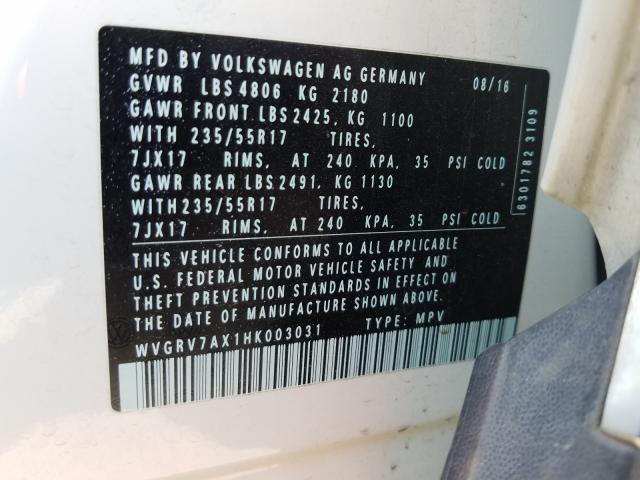 MFD BY VOLKSWAGEN AG GERMANY 08/16
GVWR LBS 4806 KG 2180
GAWR FRONT LBS 2425, KG 1100
WITH 235/55R17 TIRES,
7JX17 RIMS, AT 240 KPA, 35 PSI COLD
GAWR REAR LBS 2491, KG 1130
WITH 235/55R17 TIRES,
7JX17 RIMS, AT 240 KPA, 35 PSI COLD
THIS VEHICLE CONFORMS TO ALL APPLICABLE
U.S. FEDERAL MOTOR VEHICLE SAFETY AND
THEFT PREVENTION STANDARDS IN EFFECT ON
THE DATE OF MANUFACTURE SHOWN ABOVE.
WVGRV7AX1HK003031 TYPE: MPV
6301782 3109